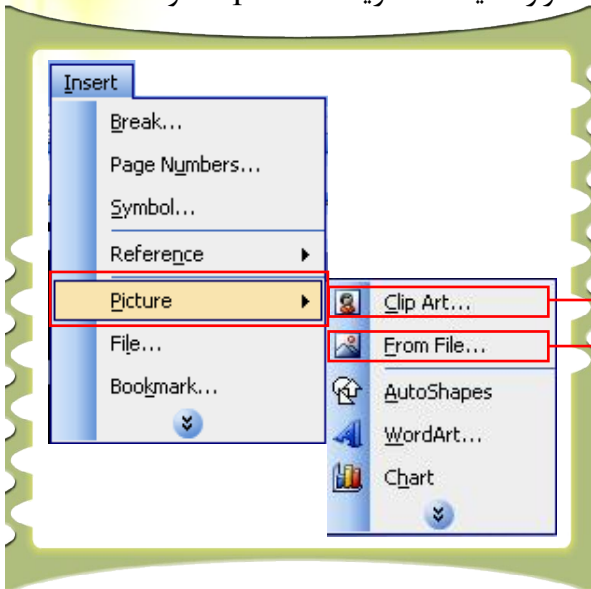 Insert
Break...
Page Numbers...
Symbol...
Reference
Picture
File...
Bookmark...
Clip Art...
From File...
AutoShapes
WordArt...
Chart